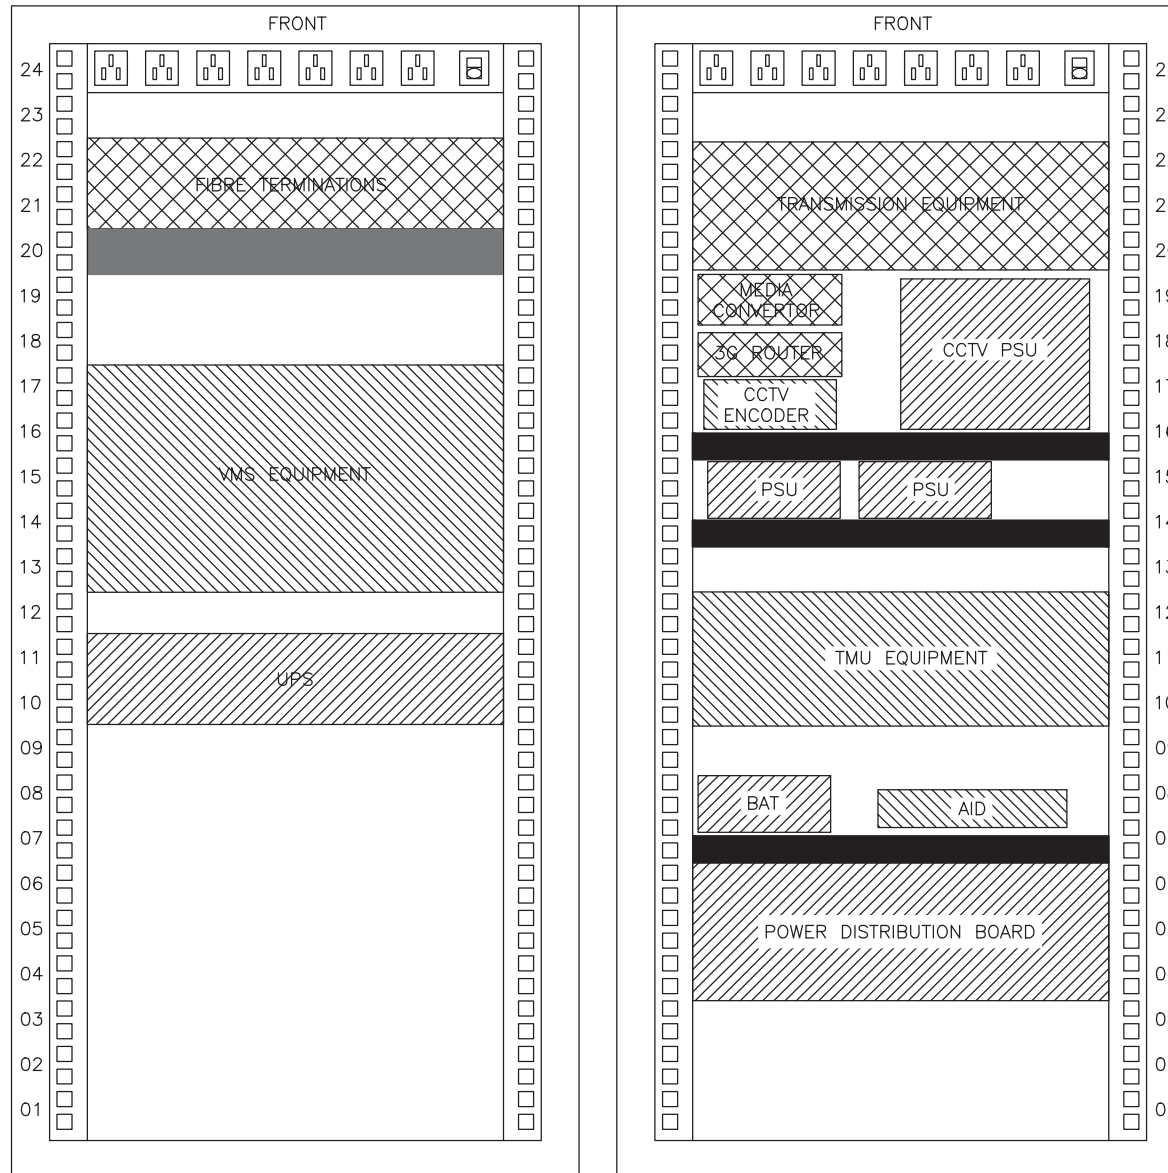 FRONT
24
23
22
21
20
19
18
17
16
15
14
13
12
11
10
09
08
07
06
05
04
03
02
01
FIBRE TERMINATIONS
VMS EQUIPMENT
UPS
FRONT
TRANSMISSION EQUIPMENT
MEDIA
CONVERTOR
3G ROUTER
CCTV
ENCODER
CCTV PSU
PSU
PSU
TMU EQUIPMENT
BAT
AID
POWER DISTRIBUTION BOARD